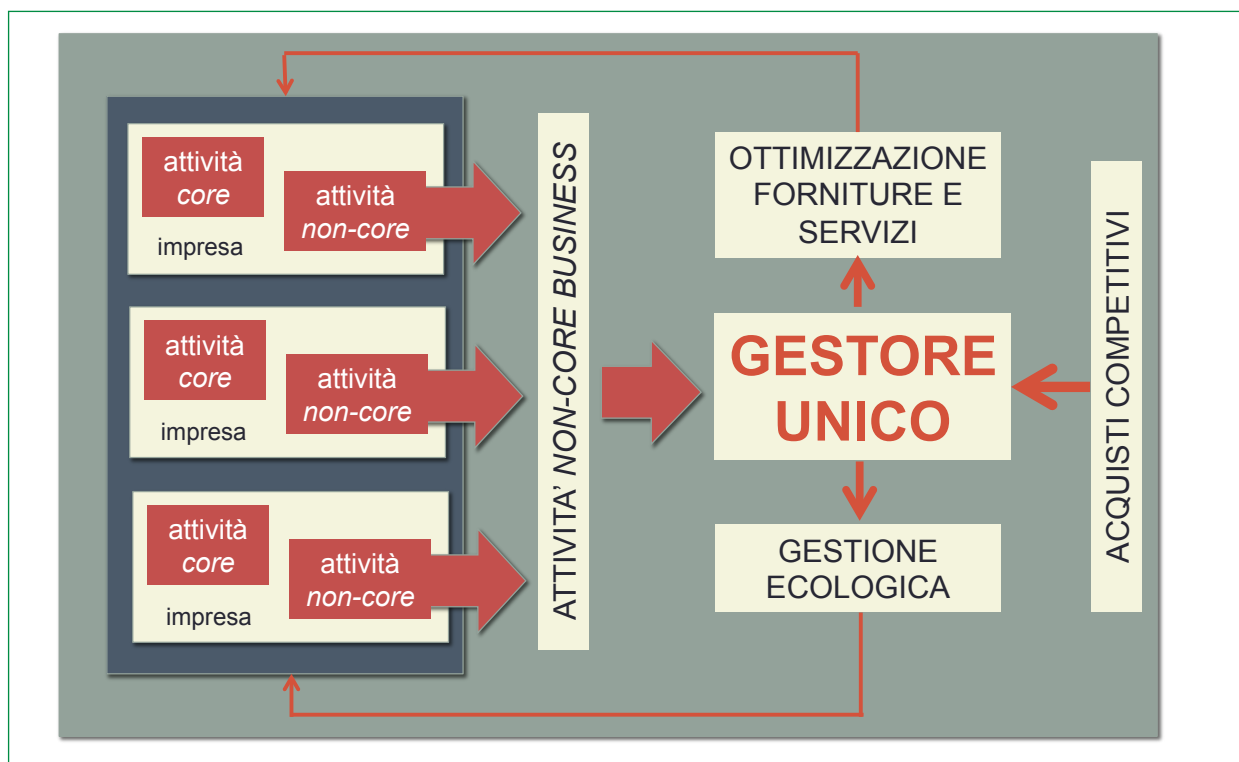 attività
core
attività
non-core
impresa
attività
core
attività
non-core
impresa
attività
core
attività
non-core
impresa
ATTIVITA' NON-CORE BUSINESS
OTTIMIZZAZIONE
FORNITURE E
SERVIZI
GESTORE
UNICO
GESTIONE
ECOLOGICA
ACQUISTI COMPETITIVI